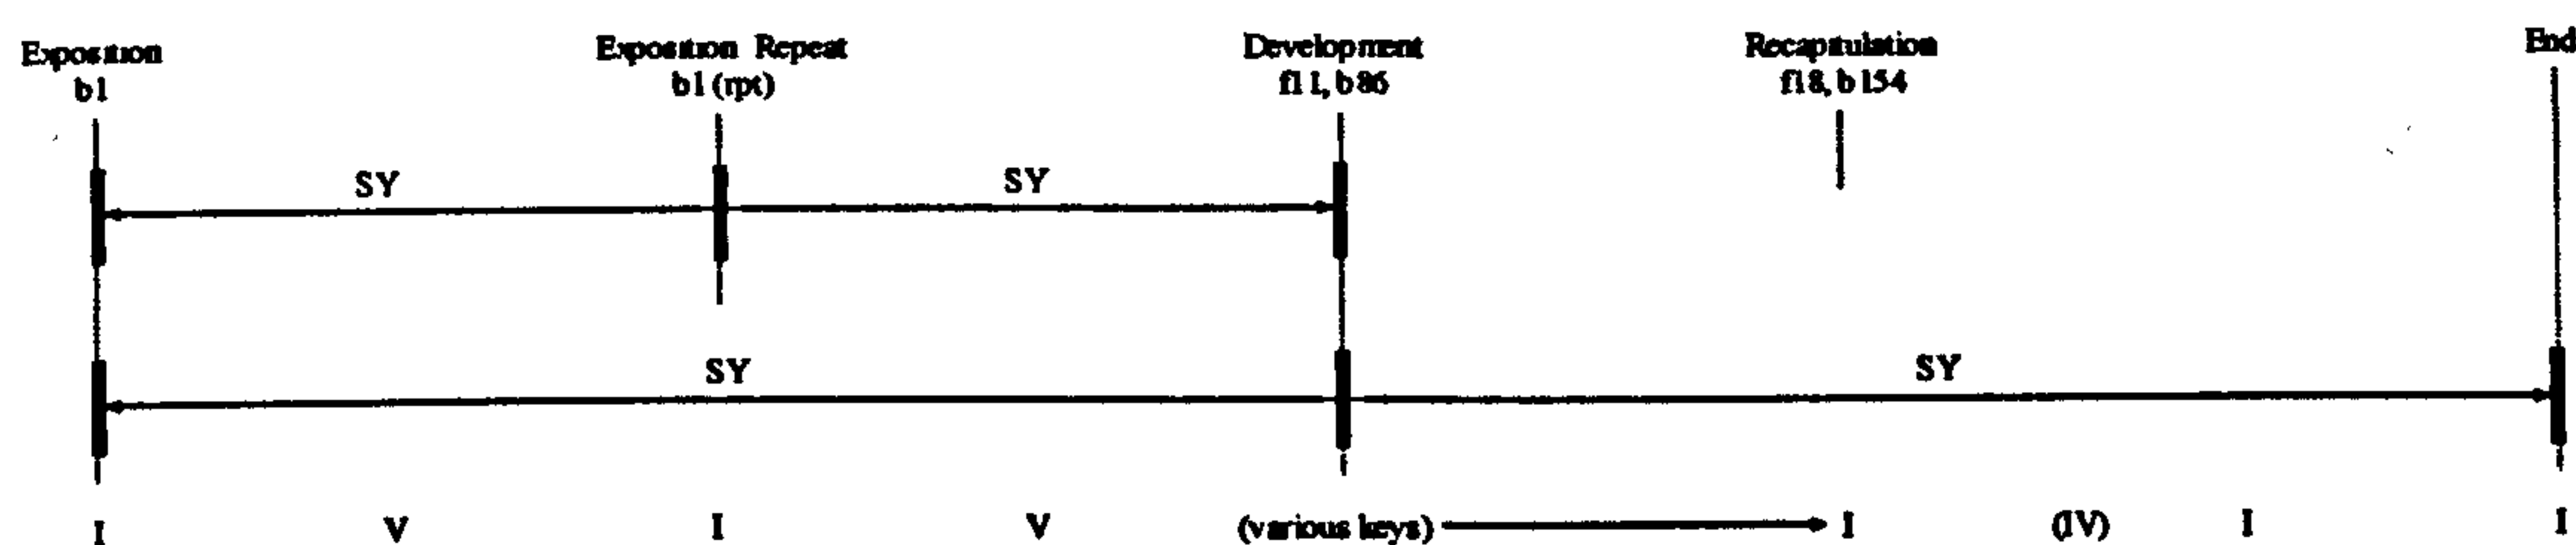 Exposition
b1
Exposition Repeat
b1 (rpt)
Development
f11, b86
Recapitulation
f18, b154
End
SY
SY
SY
SY
I V I V (various keys) I (IV) I I